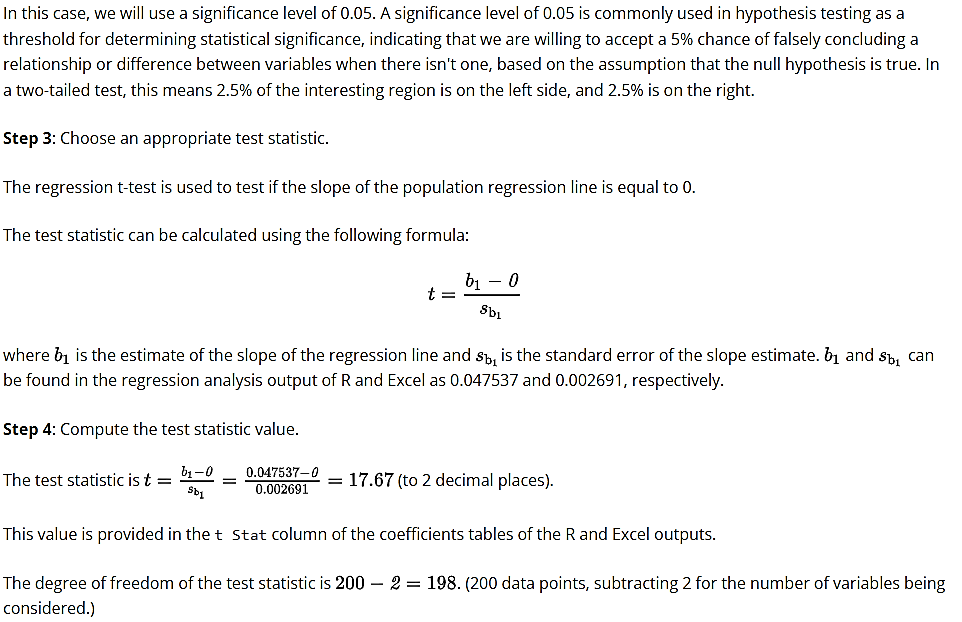 In this case, we will use a significance level of 0.05. A significance level of 0.05 is commonly used in hypothesis testing as a
threshold for determining statistical significance, indicating that we are willing to accept a 5% chance of falsely concluding a
relationship or difference between variables when there isn't one, based on the assumption that the null hypothesis is true. In
a two-tailed test, this means 2.5% of the interesting region is on the left side, and 2.5% is on the right.
Step 3: Choose an appropriate test statistic.
The regression t-test is used to test if the slope of the population regression line is equal to 0.
The test statistic can be calculated using the following formula:
t = \frac{b_1 - 0}{s_{b_1}}
where b₁ is the estimate of the slope of the regression line and s_{b_1} is the standard error of the slope estimate. b₁ and s_{b_1} can
be found in the regression analysis output of R and Excel as 0.047537 and 0.002691, respectively.
Step 4: Compute the test statistic value.
The test statistic is t = \frac{b_1-0}{s_{b_1}} = \frac{0.047537-0}{0.002691} = 17.67 (to 2 decimal places).
This value is provided in the t Stat column of the coefficients tables of the R and Excel outputs.
The degree of freedom of the test statistic is 200 − 2 = 198. (200 data points, subtracting 2 for the number of variables being
considered.)